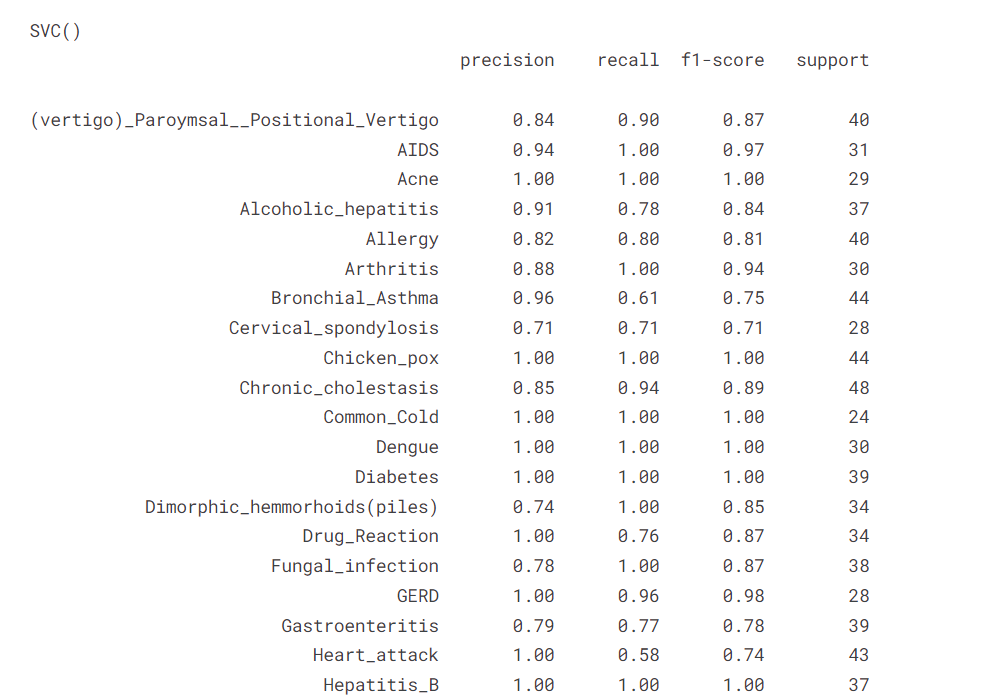 SVC()
precision recall f1-score support
(vertigo)_Paroymsal__Positional_Vertigo 0.84 0.90 0.87 40
AIDS 0.94 1.00 0.97 31
Acne 1.00 1.00 1.00 29
Alcoholic_hepatitis 0.91 0.78 0.84 37
Allergy 0.82 0.80 0.81 40
Arthritis 0.88 1.00 0.94 30
Bronchial_Asthma 0.96 0.61 0.75 44
Cervical_spondylosis 0.71 0.71 0.71 28
Chicken_pox 1.00 1.00 1.00 44
Chronic_cholestasis 0.85 0.94 0.89 48
Common_Cold 1.00 1.00 1.00 24
Dengue 1.00 1.00 1.00 30
Diabetes 1.00 1.00 1.00 39
Dimorphic_hemmorhoids(piles) 0.74 1.00 0.85 34
Drug_Reaction 1.00 0.76 0.87 34
Fungal_infection 0.78 1.00 0.87 38
GERD 1.00 0.96 0.98 28
Gastroenteritis 0.79 0.77 0.78 39
Heart_attack 1.00 0.58 0.74 43
Hepatitis_B 1.00 1.00 1.00 37